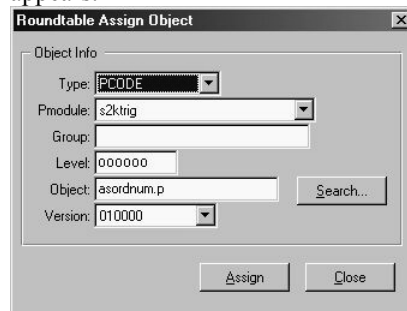 appears.
Roundtable Assign Object
Object Info
Type: PCODE
Pmodule: s2ktrig
Group:
Level: 000000
Object: asordnum.p Search...
Version: 010000
Assign Close